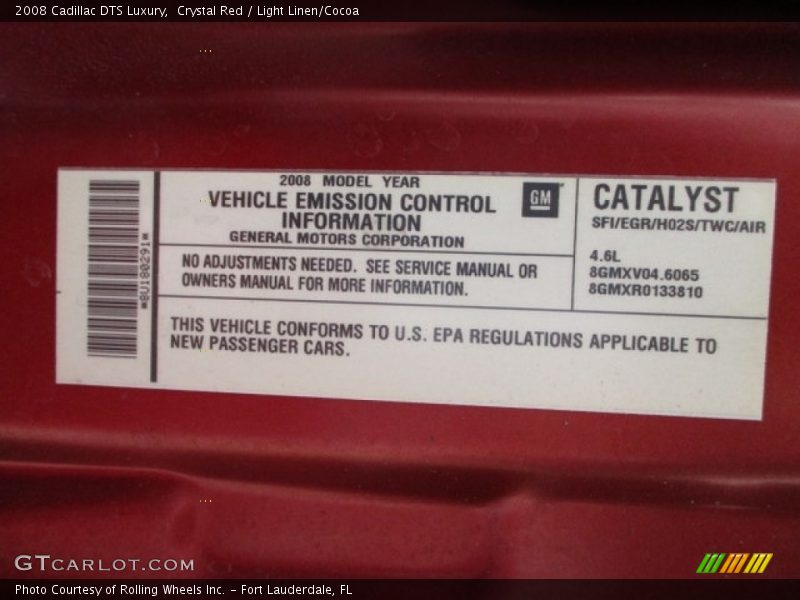 2008 Cadillac DTS Luxury,  Crystal Red / Light Linen/Cocoa
2008 MODEL YEAR
VEHICLE EMISSION CONTROL
INFORMATION
GENERAL MOTORS CORPORATION
GM
CATALYST
SFI/EGR/HO2S/TWC/AIR
4.6L
8GMXV04.6065
8GMXR0133810
NO ADJUSTMENTS NEEDED. SEE SERVICE MANUAL OR
OWNERS MANUAL FOR MORE INFORMATION.
THIS VEHICLE CONFORMS TO U.S. EPA REGULATIONS APPLICABLE TO
NEW PASSENGER CARS.
*8U180291*
GTCARLOT.COM
Photo Courtesy of Rolling Wheels Inc. - Fort Lauderdale, FL